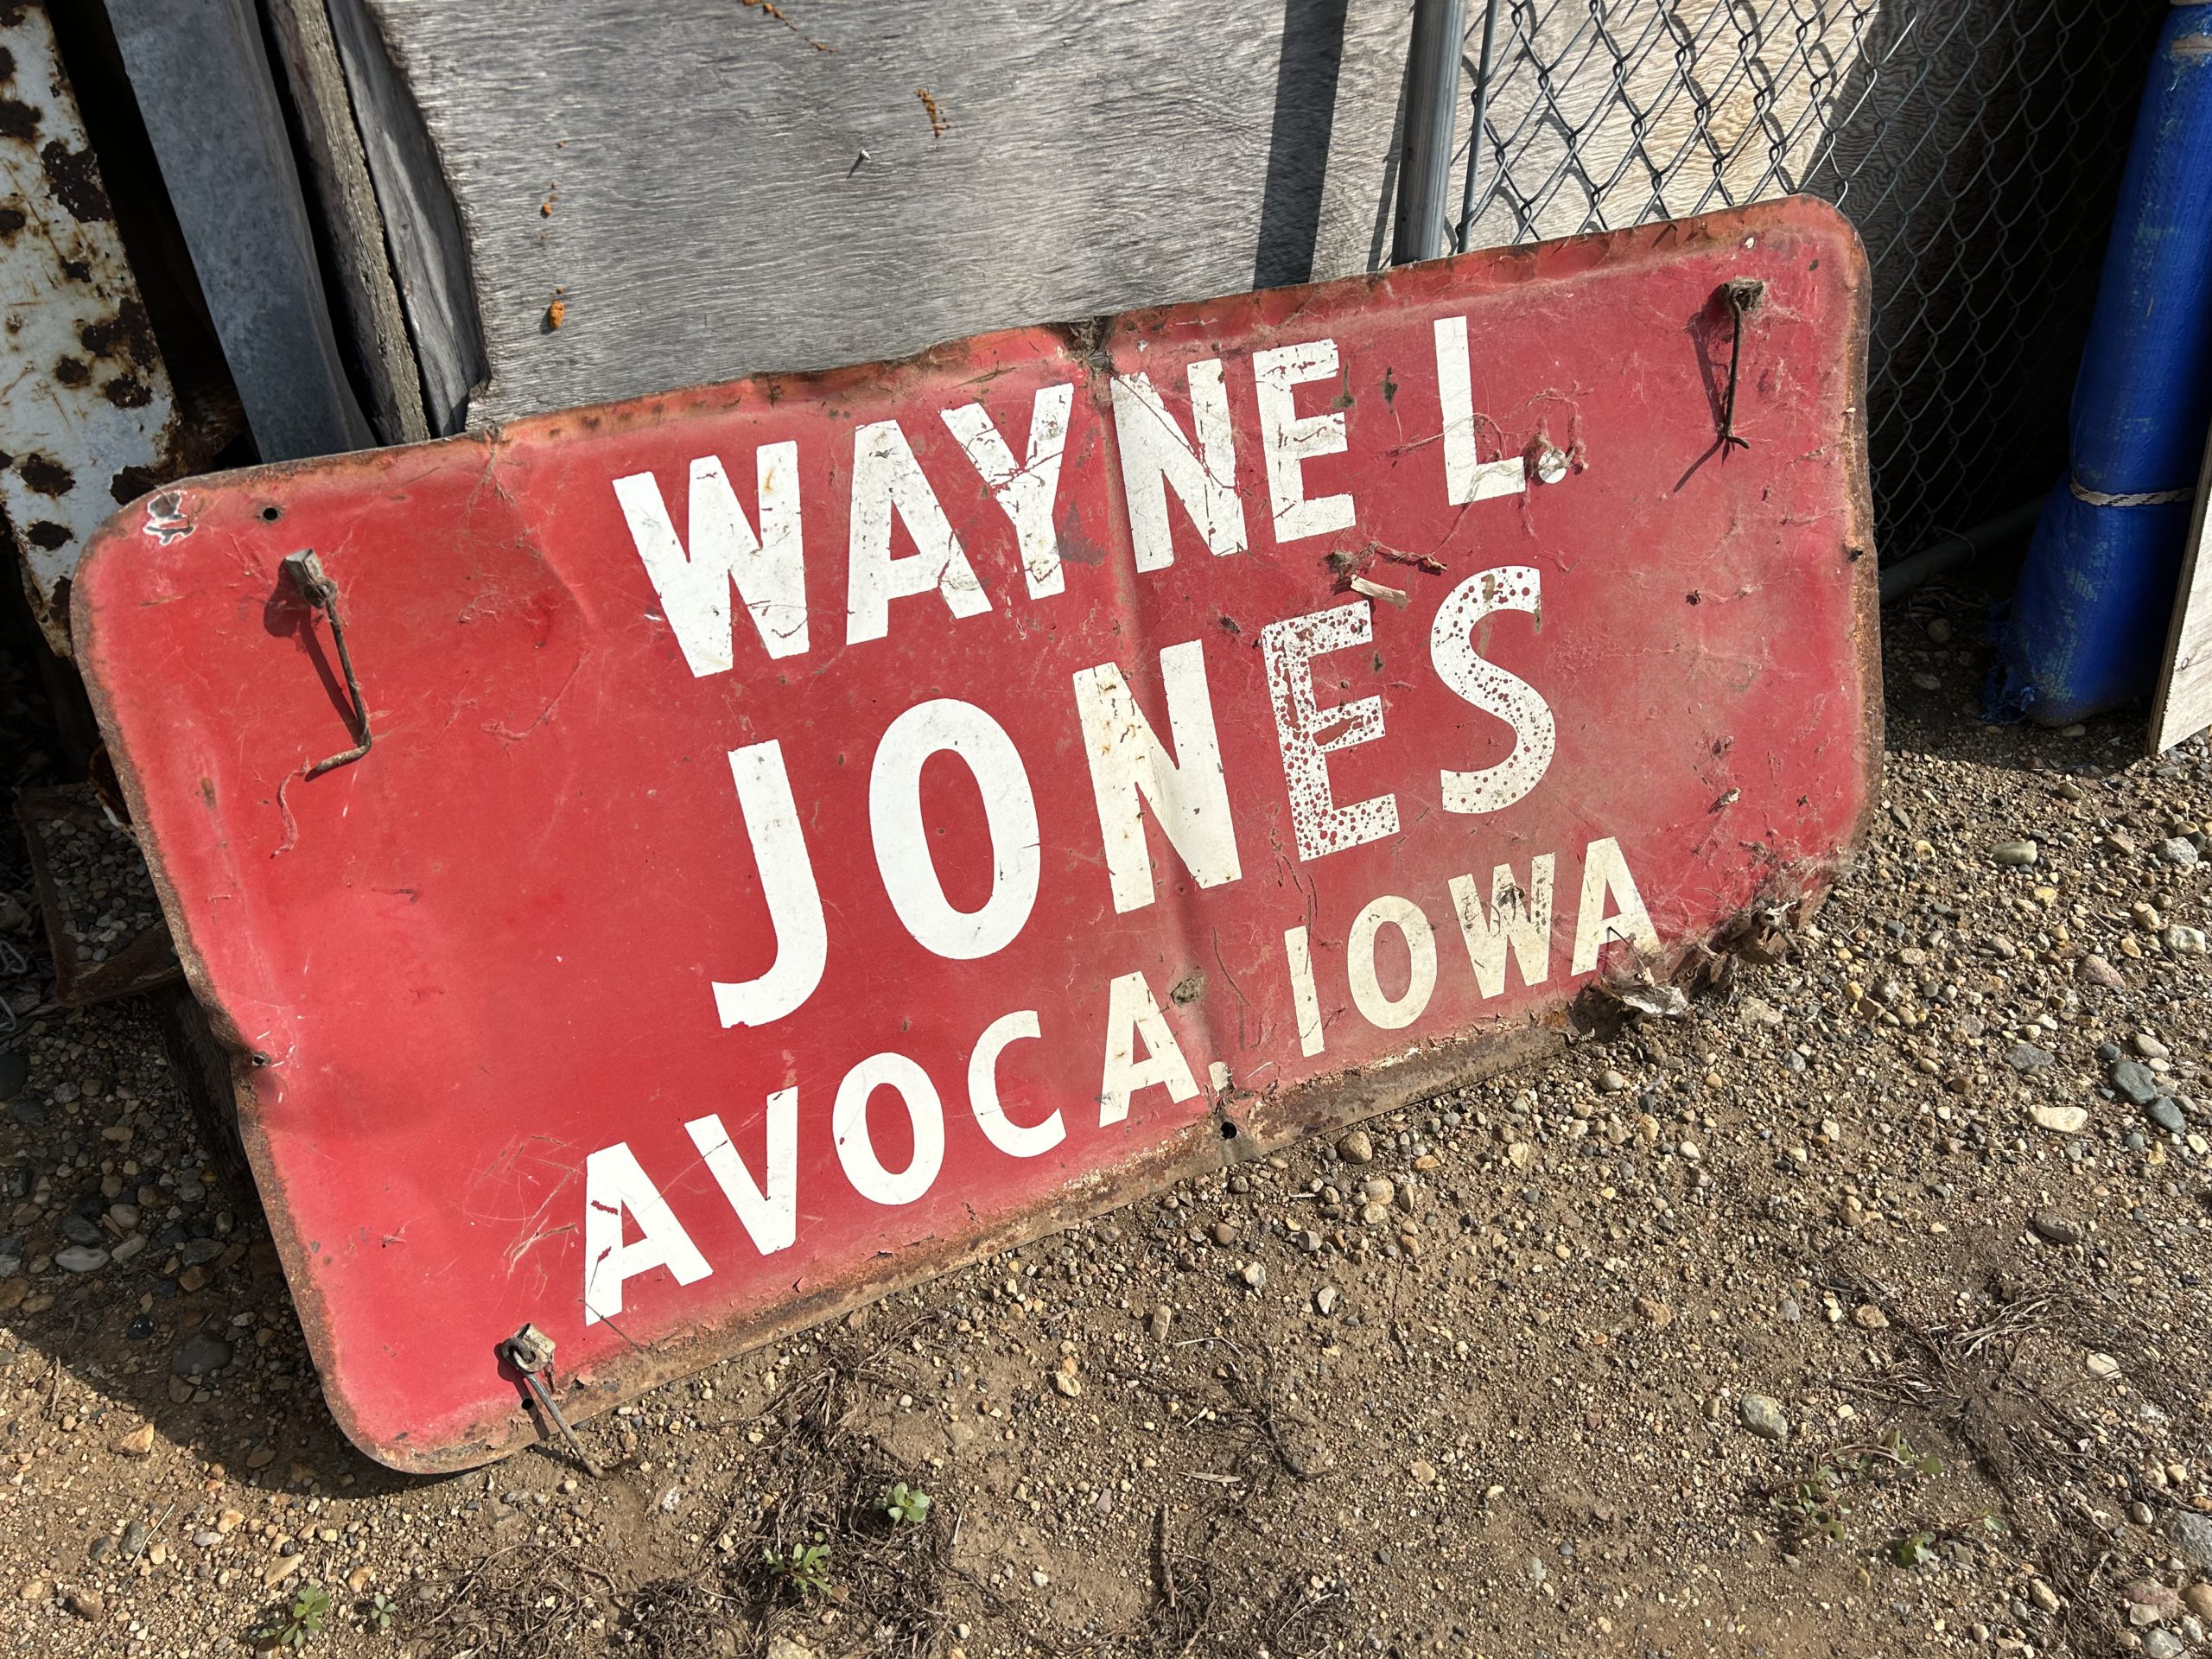 WAYNE L.
JONES
AVOCA, IOWA